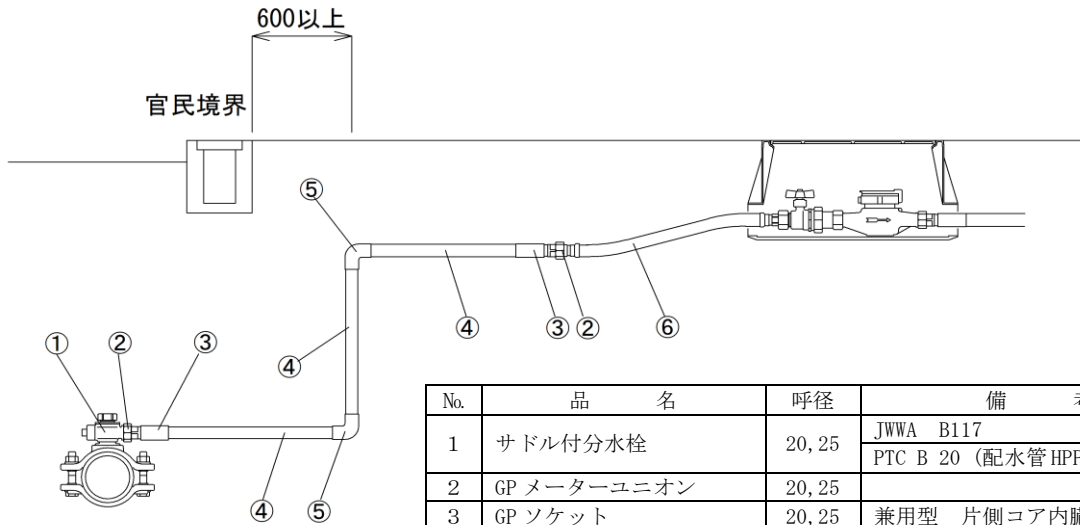 600以上
官民境界
⑤
④
③
②
⑥
①
②
③
④
④
⑤
No. 品 名 呼径 備
1 サドル付分水栓 20,25 JWWA B117
PTC B 20 (配水管HPP
2 GP メーターユニオン 20,25
3 GP ソケット 20,25 兼用型 片側コア内